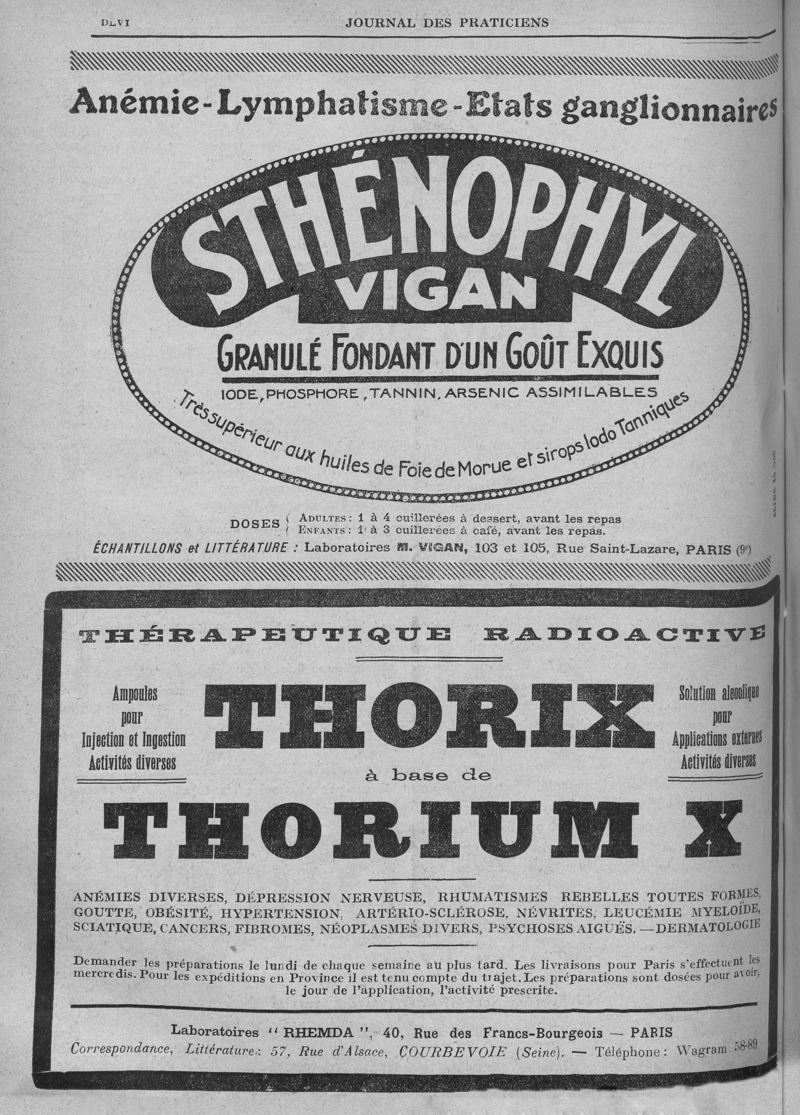 JOURNAL DES PRATICIENS
Anémie-Lymphatisme-Etats ganglionnaires
STHÉNOPHYL
VIGAN
GRANULÉ FONDANT D'UN GOÛT EXQUIS
IODE, PHOSPHORE, TANNIN, ARSENIC ASSIMILABLES
Très supérieur aux huiles de Foie de Morue et sirops Iodo Tanniques
DOSES { ADULTES : 1 à 4 cuillerées à dessert, avant les repas
ENFANTS : 1 à 3 cuillerées à café, avant les repas.
ÉCHANTILLONS et LITTÉRATURE : Laboratoires M. VIGAN, 103 et 105, Rue Saint-Lazare, PARIS (9e)
THÉRAPEUTIQUE RADIOACTIVE
Ampoules
pour
Injection et Ingestion
Activités diverses
THORIX
Solution alcoolique
pour
Applications externes
Activités diverses
à base de
THORIUM X
ANÉMIES DIVERSES, DÉPRESSION NERVEUSE, RHUMATISMES REBELLES TOUTES FORMES,
GOUTTE, OBÉSITÉ, HYPERTENSION, ARTÉRIO-SCLÉROSE, NÉVRITES, LEUCÉMIE MYELOÏDE,
SCIATIQUE, CANCERS, FIBROMES, NÉOPLASMES DIVERS, PSYCHOSES AIGUËS. — DERMATOLOGIE
Demander les préparations le lundi de chaque semaine au plus tard. Les livraisons pour Paris s'effectuent les
mercredis. Pour les expéditions en Province il est tenu compte du trajet. Les préparations sont dosées pour avoir,
le jour de l'application, l'activité prescrite.
Laboratoires “ RHEMDA ”, 40, Rue des Francs-Bourgeois — PARIS
Correspondance, Littérature : 57, Rue d'Alsace, COURBEVOIE (Seine). — Téléphone : Wagram 58-89